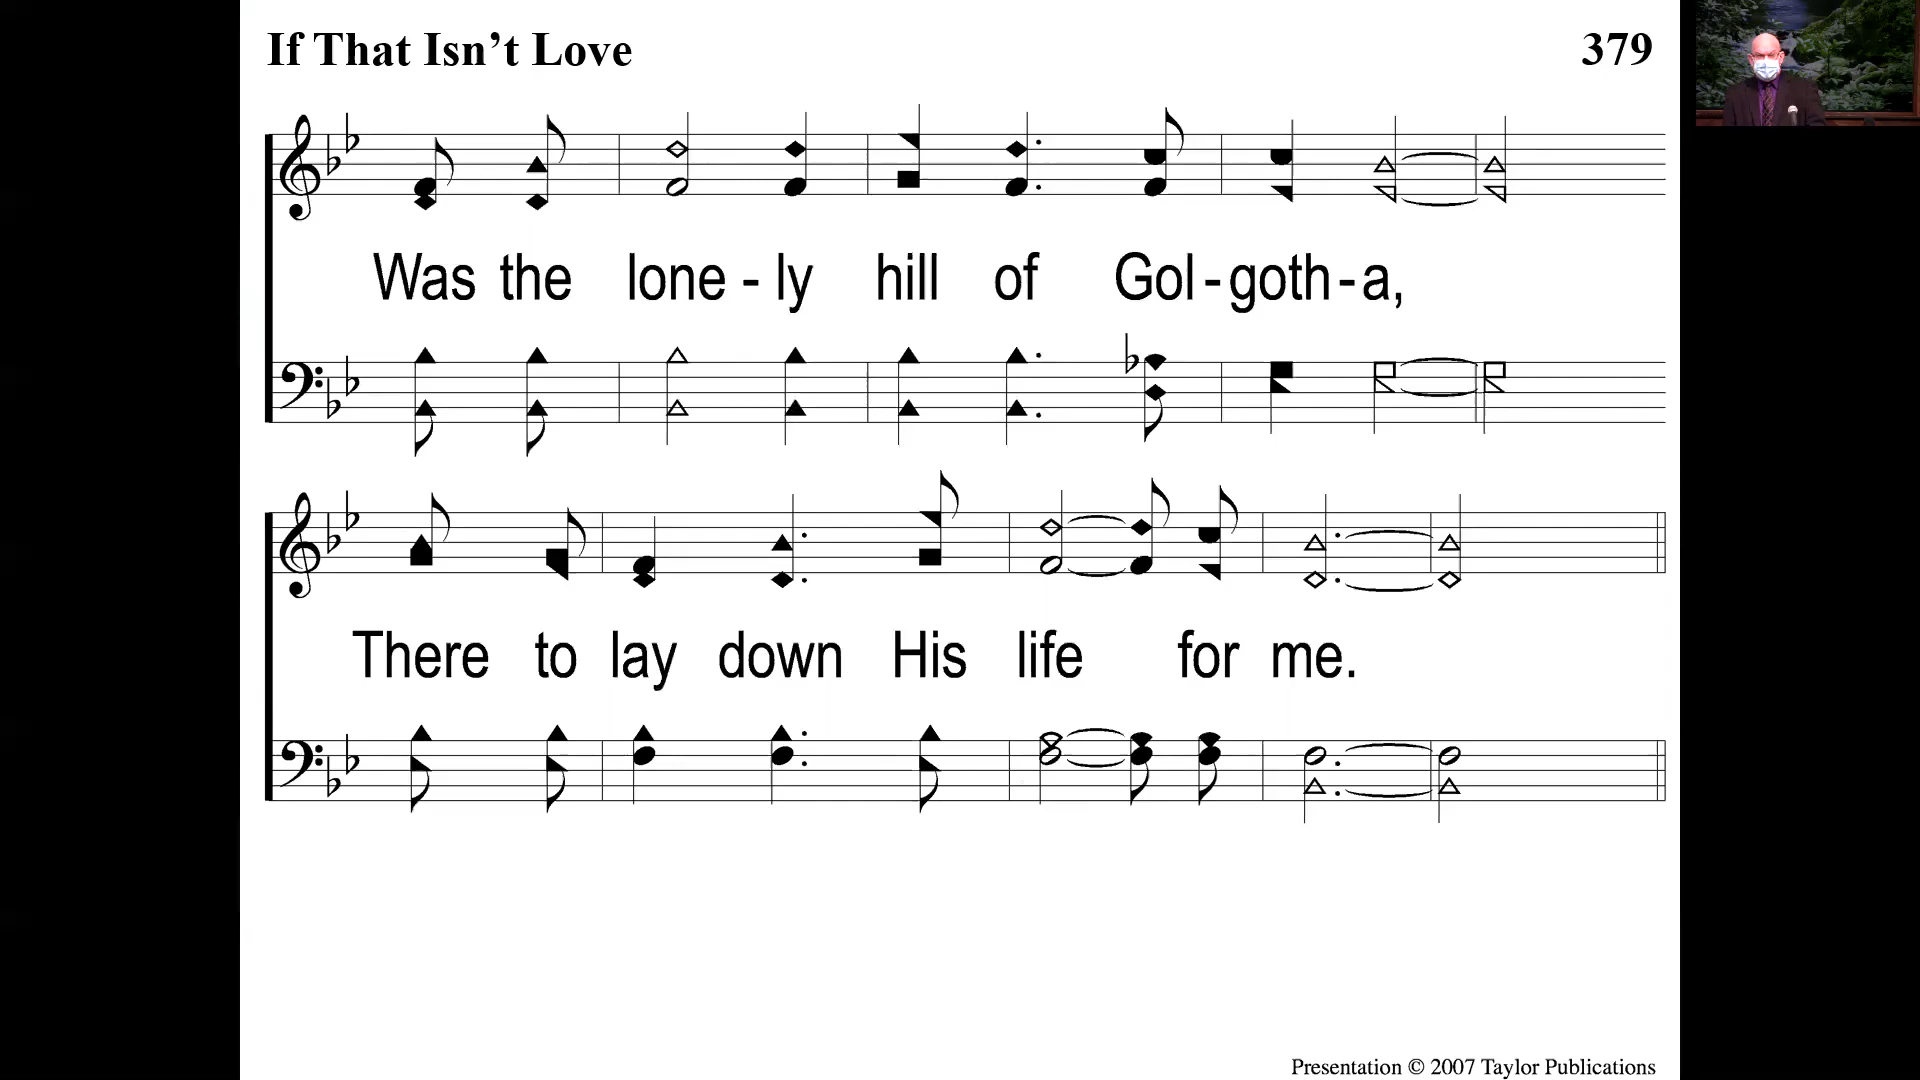 If That Isn’t Love 379
Was the lone - ly hill of Gol - goth - a,
There to lay down His life for me.
Presentation © 2007 Taylor Publications